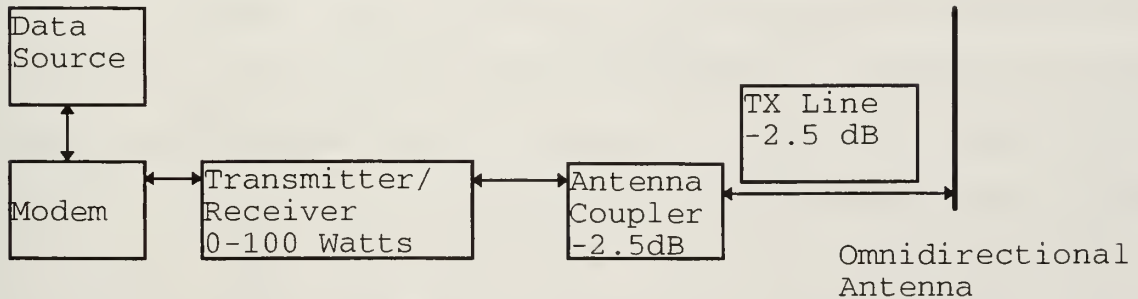 Data
Source
TX Line
-2.5 dB
Modem
Transmitter/
Receiver
0-100 Watts
Antenna
Coupler
-2.5dB
Omnidirectional
Antenna